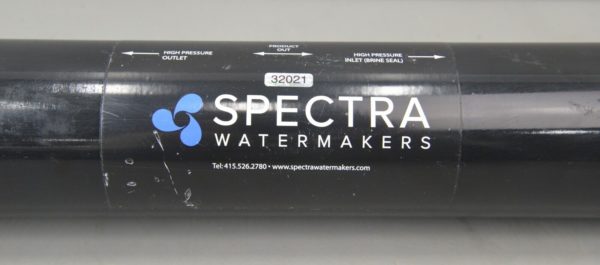 HIGH PRESSURE
OUTLET
PRODUCT
OUT
HIGH PRESSURE
INLET (BRINE SEAL)
32021
SPECTRA
WATERMAKERS
Tel: 415.526.2780 • www.spectrawatermakers.com